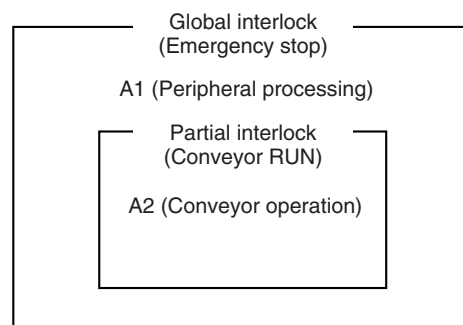 Global interlock
(Emergency stop)
A1 (Peripheral processing)
Partial interlock
(Conveyor RUN)
A2 (Conveyor operation)